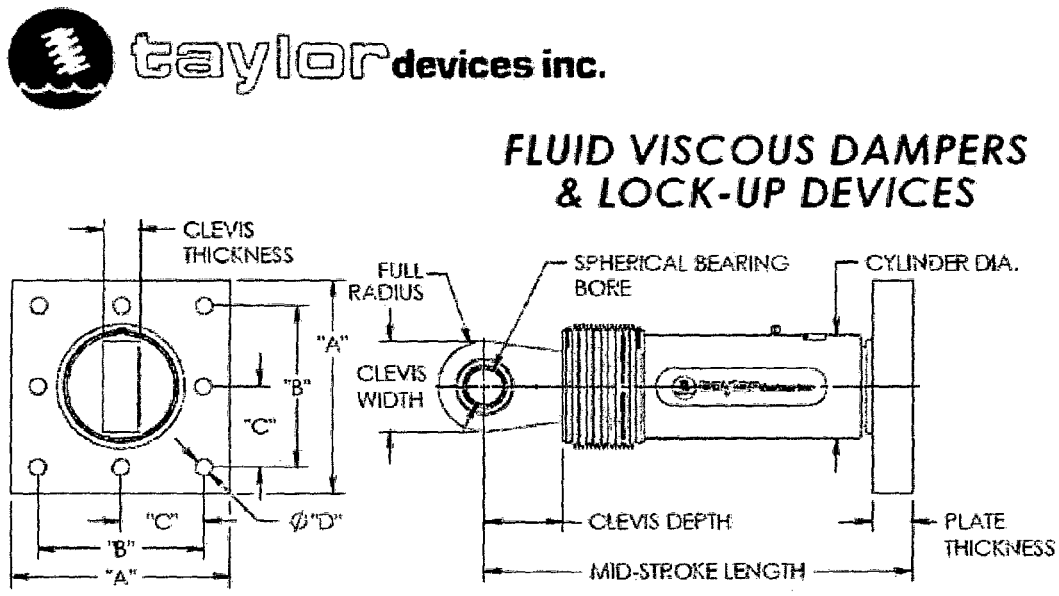 taylor devices inc.
FLUID VISCOUS DAMPERS
& LOCK-UP DEVICES
CLEVIS
THICKNESS
FULL
RADIUS
SPHERICAL BEARING
BORE
CYLINDER DIA.
"A"
"B"
"C"
CLEVIS
WIDTH
"C"
Ø"D"
"B"
"A"
CLEVIS DEPTH
PLATE
THICKNESS
MID-STROKE LENGTH